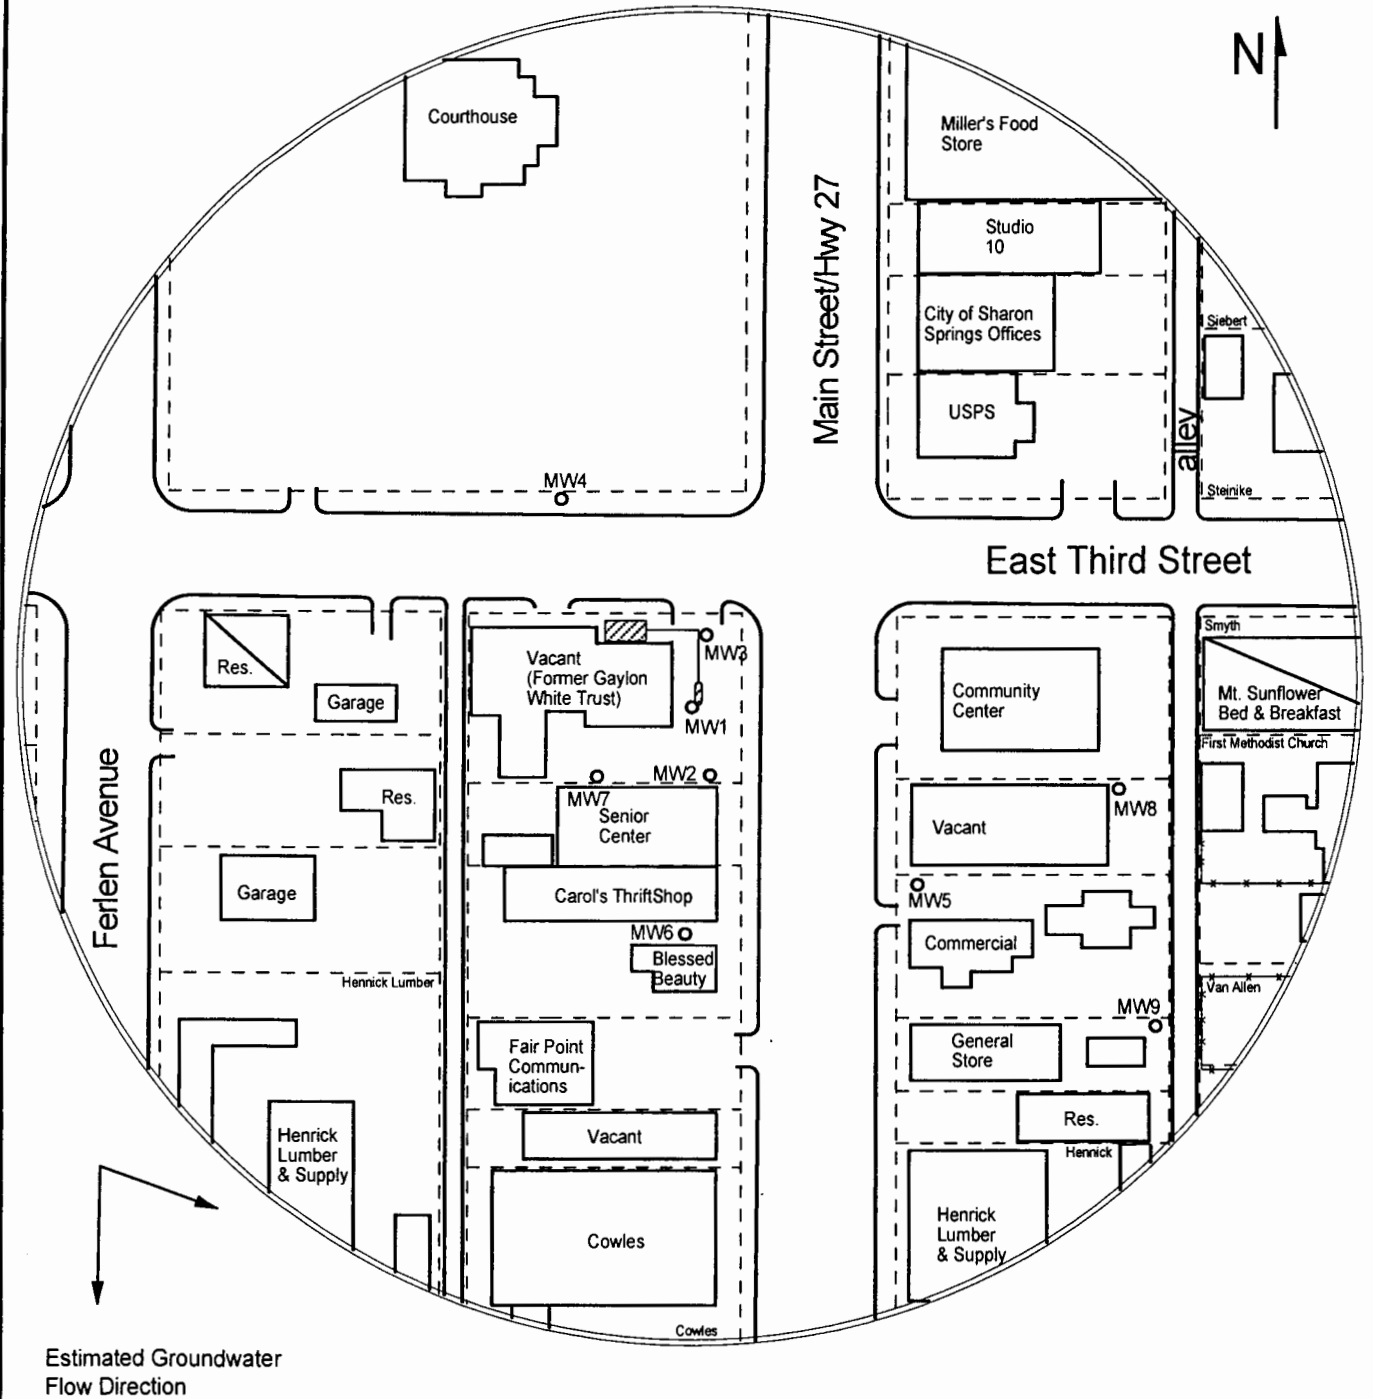 N
Courthouse
Miller's Food
Store
Main Street/Hwy 27
Studio
10
City of Sharon
Springs Offices
Siebert
USPS
alley
MW4
Steinike
East Third Street
Smyth
Res.
Vacant
(Former Gaylon
White Trust)
MW3
Garage
MW1
Community
Center
Mt. Sunflower
Bed & Breakfast
First Methodist Church
Ferlen Avenue
Res.
MW7
MW2
Senior
Center
MW8
Vacant
Garage
Carol's ThriftShop
MW5
MW6
Blessed
Beauty
Commercial
Hennick Lumber
Van Allen
MW9
Fair Point
Commun-
ications
General
Store
Henrick
Lumber
& Supply
Vacant
Res.
Hennick
Cowles
Henrick
Lumber
& Supply
Cowles
Estimated Groundwater
Flow Direction